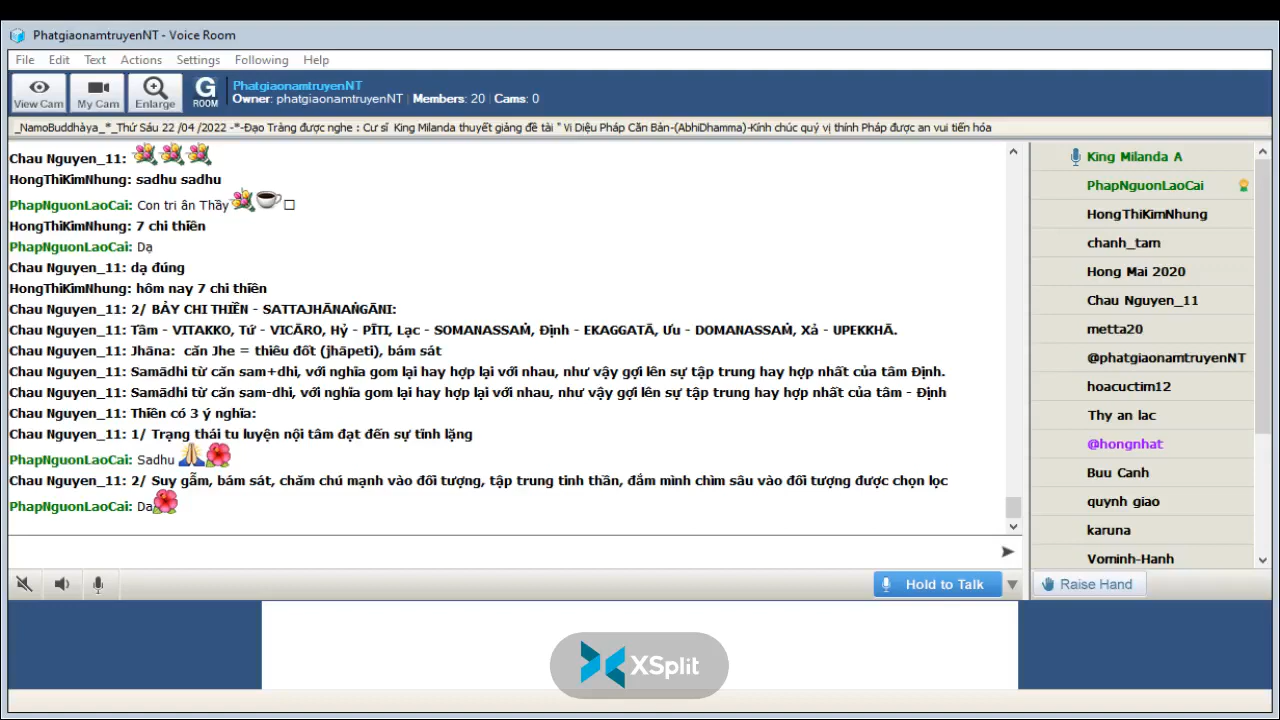 PhatgiaonamtruyenNT - Voice Room
File Edit Text Actions Settings Following Help
View Cam
My Cam
Enlarge
G ROOM
PhatgiaonamtruyenNT
Owner: phatgiaonamtruyenNT | Members: 20 | Cams: 0
_NamoBuddhàya_*_Thứ Sáu 22 /04 /2022 -*-Đạo Tràng được nghe : Cư sĩ King Milanda thuyết giảng đề tài " Vi Diệu Pháp Căn Bản-(AbhiDhamma)-Kính chúc quý vị thính Pháp được an vui tiến hóa
Chau Nguyen_11:
HongThiKimNhung: sadhu sadhu
PhapNguonLaoCai: Con tri ân Thầy
HongThiKimNhung: 7 chi thiền
PhapNguonLaoCai: Dạ
Chau Nguyen_11: dạ đúng
HongThiKimNhung: hôm nay 7 chi thiền
Chau Nguyen_11: 2/ BẢY CHI THIỀN - SATTAJHĀNAṄGĀNI:
Chau Nguyen_11: Tầm - VITAKKO, Tứ - VICĀRO, Hỷ - PĪTI, Lạc - SOMANASSAṀ, Định - EKAGGATĀ, Ưu - DOMANASSAṀ, Xả - UPEKKHĀ.
Chau Nguyen_11: Jhāna: căn Jhe = thiêu đốt (jhāpeti), bám sát
Chau Nguyen_11: Samādhi từ căn sam+dhi, với nghĩa gom lại hay hợp lại với nhau, như vậy gợi lên sự tập trung hay hợp nhất của tâm Định.
Chau Nguyen_11: Samādhi từ căn sam-dhi, với nghĩa gom lại hay hợp lại với nhau, như vậy gợi lên sự tập trung hay hợp nhất của tâm - Định
Chau Nguyen_11: Thiền có 3 ý nghĩa:
Chau Nguyen_11: 1/ Trạng thái tu luyện nội tâm đạt đến sự tĩnh lặng
PhapNguonLaoCai: Sadhu
Chau Nguyen_11: 2/ Suy gẫm, bám sát, chăm chú mạnh vào đối tượng, tập trung tinh thần, đắm mình chìm sâu vào đối tượng được chọn lọc
PhapNguonLaoCai: Dạ
King Milanda A
PhapNguonLaoCai
HongThiKimNhung
chanh_tam
Hong Mai 2020
Chau Nguyen_11
metta20
@phatgiaonamtruyenNT
hoacuctim12
Thy an lac
@hongnhat
Buu Canh
quynh giao
karuna
Vominh-Hanh
Hold to Talk
Raise Hand
XSplit